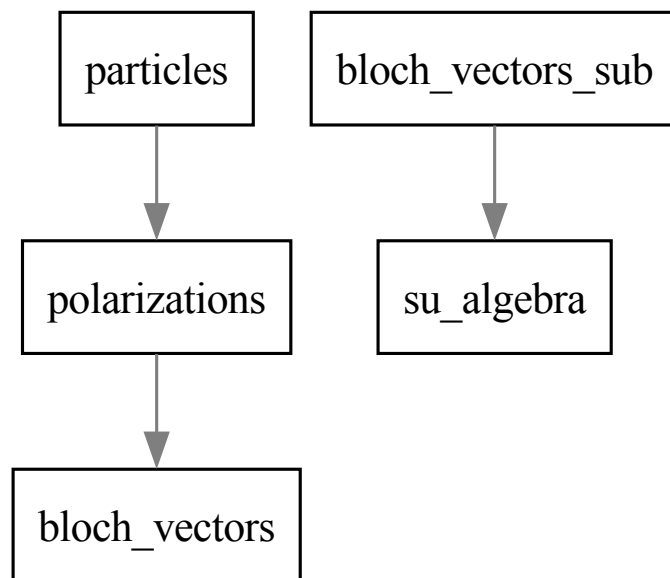 particles
bloch_vectors_sub
polarizations
su_algebra
bloch_vectors